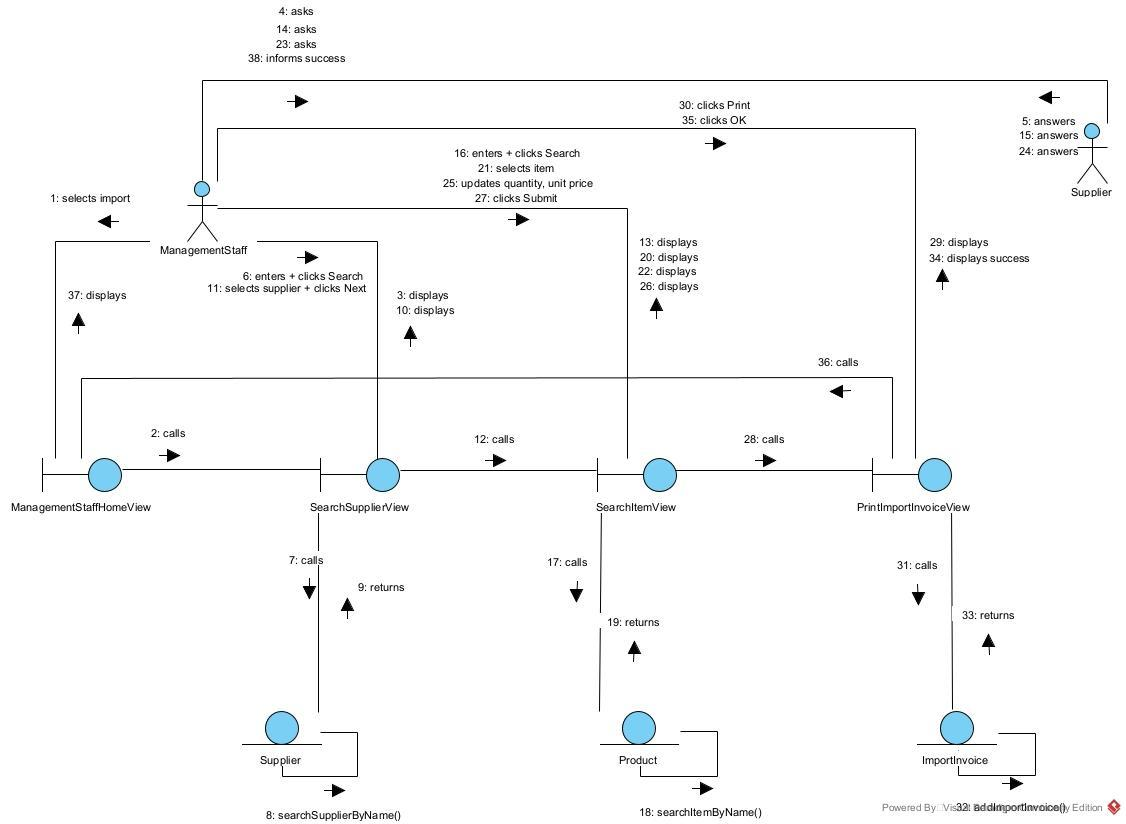 4: asks
14: asks
23: asks
38: informs success
30: clicks Print
35: clicks OK
5: answers
15: answers
24: answers
Supplier
16: enters + clicks Search
21: selects item
25: updates quantity, unit price
27: clicks Submit
1: selects import
ManagementStaff
6: enters + clicks Search
11: selects supplier + clicks Next
37: displays
3: displays
10: displays
13: displays
20: displays
22: displays
26: displays
29: displays
34: displays success
36: calls
2: calls
12: calls
28: calls
ManagementStaffHomeView
SearchSupplierView
SearchItemView
PrintImportInvoiceView
7: calls
9: returns
17: calls
19: returns
31: calls
33: returns
Supplier
Product
ImportInvoice
8: searchSupplierByName()
18: searchItemByName()
32: addImportInvoice()
Powered By Visual Edition